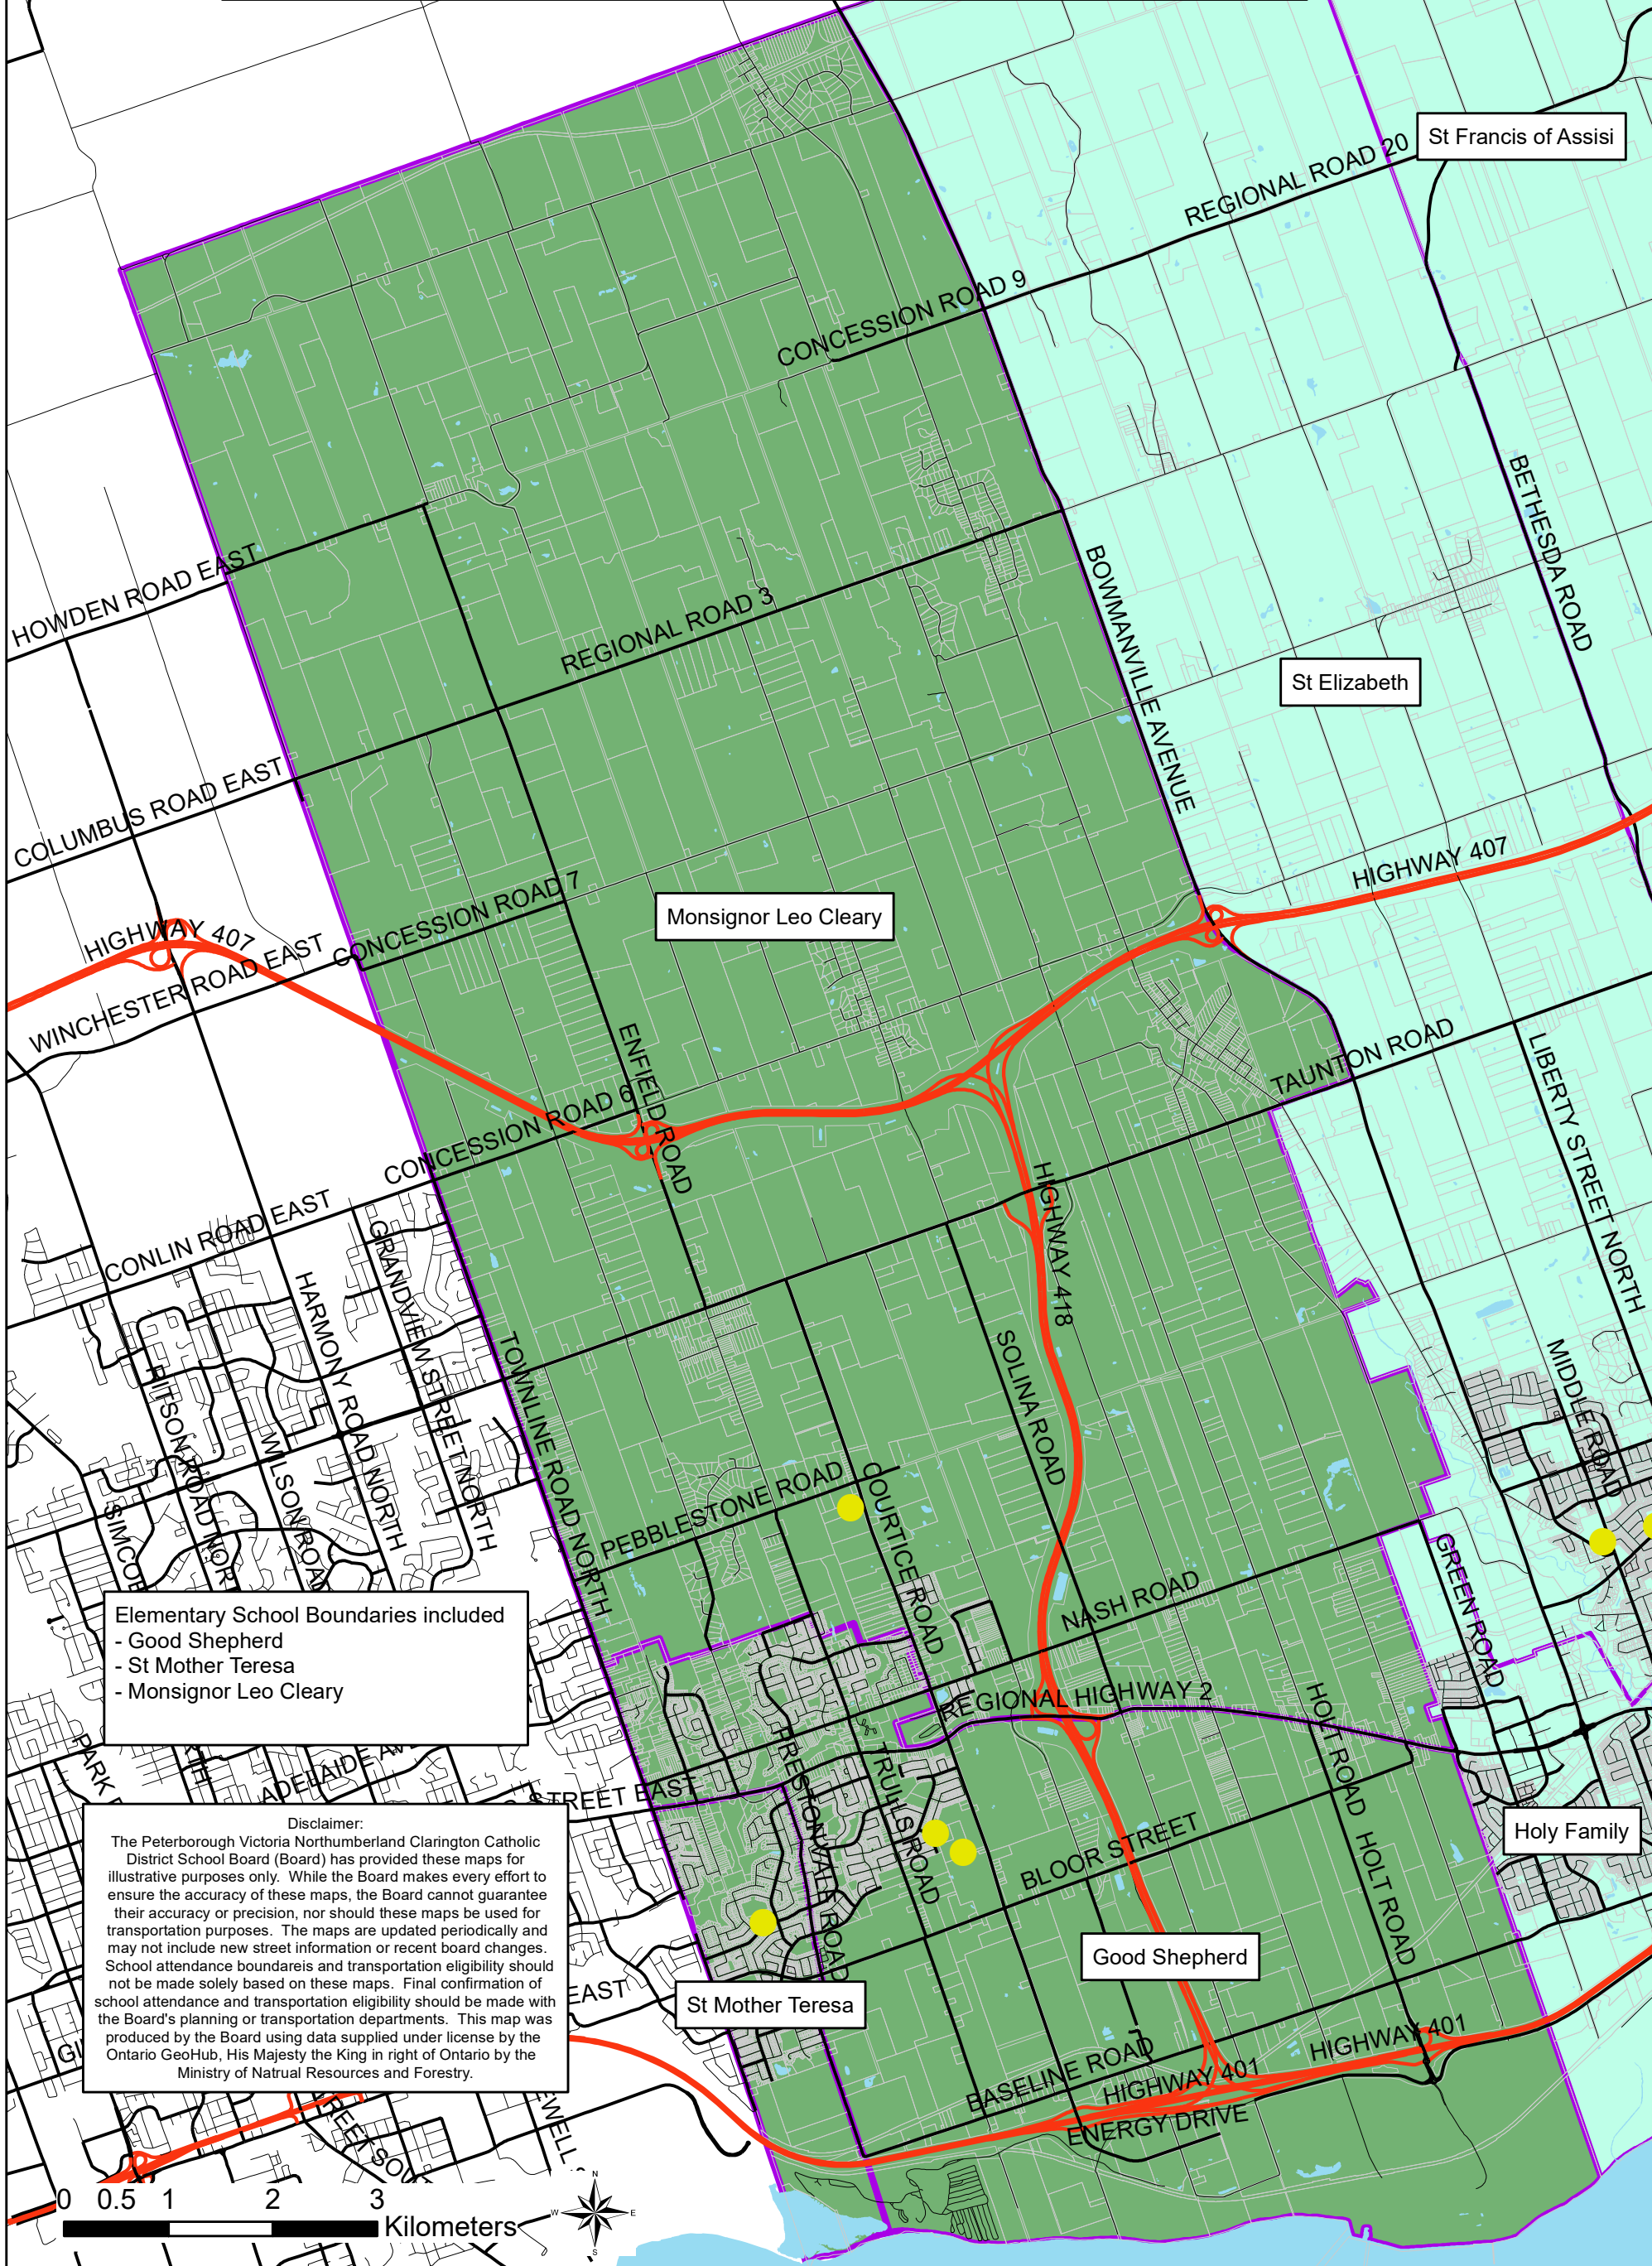 St Francis of Assisi
REGIONAL ROAD 20
CONCESSION ROAD 9
BETHESDA ROAD
HOWDEN ROAD EAST
BOWMANVILLE AVENUE
REGIONAL ROAD 3
St Elizabeth
COLUMBUS ROAD EAST
HIGHWAY 407
CONCESSION ROAD 7
Monsignor Leo Cleary
HIGHWAY 407
WINCHESTER ROAD EAST
ENFIELD ROAD
TAUNTON ROAD
LIBERTY STREET NORTH
CONCESSION ROAD 6
HIGHWAY 418
CONLIN ROAD EAST
GRANDVIEW STREET NORTH
HARMONY ROAD NORTH
TOWNLINE ROAD NORTH
SOLINA ROAD
MIDDLE ROAD
RITSON ROAD NORTH
WILSON ROAD
SIMCOE
PEBBLESTONE ROAD
COURTICE ROAD
GREEN ROAD
NASH ROAD
Elementary School Boundaries included
- Good Shepherd
- St Mother Teresa
- Monsignor Leo Cleary
REGIONAL HIGHWAY 2
HOLT ROAD
PARK
ADELAIDE AVE
STREET EAST
PRESTONVALE ROAD
TRULLS ROAD
BLOOR STREET
HOLT ROAD
Holy Family
Disclaimer:
The Peterborough Victoria Northumberland Clarington Catholic
District School Board (Board) has provided these maps for
illustrative purposes only. While the Board makes every effort to
ensure the accuracy of these maps, the Board cannot guarantee
their accuracy or precision, nor should these maps be used for
transportation purposes. The maps are updated periodically and
may not include new street information or recent board changes.
School attendance boundareis and transportation eligibility should
not be made solely based on these maps. Final confirmation of
school attendance and transportation eligibility should be made with
the Board's planning or transportation departments. This map was
produced by the Board using data supplied under license by the
Ontario GeoHub, His Majesty the King in right of Ontario by the
Ministry of Natrual Resources and Forestry.
EAST
Good Shepherd
St Mother Teresa
BASELINE ROAD
HIGHWAY 401
HIGHWAY 401
ENERGY DRIVE
0 0.5 1 2 3
Kilometers
N
W E
S